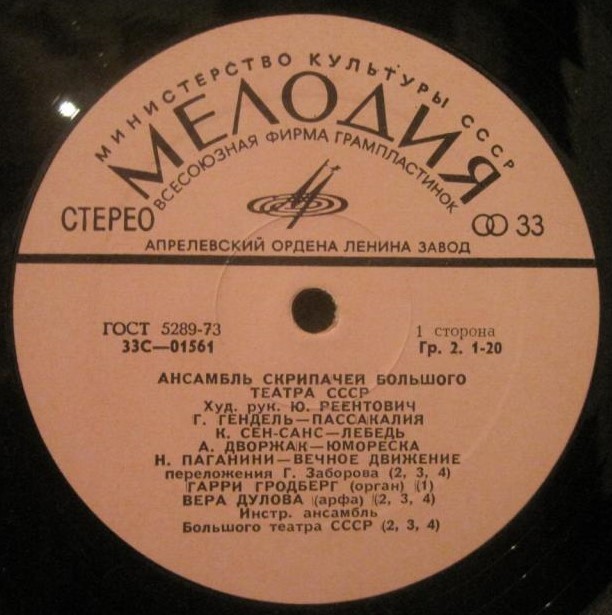 МИНИСТЕРСТВО КУЛЬТУРЫ СССР
МЕЛОДИЯ
ВСЕСОЮЗНАЯ ФИРМА ГРАМПЛАСТИНОК
СТЕРЕО
33
АПРЕЛЕВСКИЙ ОРДЕНА ЛЕНИНА ЗАВОД
ГОСТ 5289-73
1 сторона
33С—01561
Гр. 2. 1-20
АНСАМБЛЬ СКРИПАЧЕЙ БОЛЬШОГО
ТЕАТРА СССР
Худ. рук. Ю. РЕЕНТОВИЧ
Г. ГЕНДЕЛЬ—ПАССАКАЛИЯ
К. СЕН-САНС—ЛЕБЕДЬ
А. ДВОРЖАК—ЮМОРЕСКА
Н. ПАГАНИНИ—ВЕЧНОЕ ДВИЖЕНИЕ
переложения Г. Заборова (2, 3, 4)
ГАРРИ ГРОДБЕРГ (орган) (1)
ВЕРА ДУЛОВА (арфа) (2, 3, 4)
Инстр. ансамбль
Большого театра СССР (2, 3, 4)